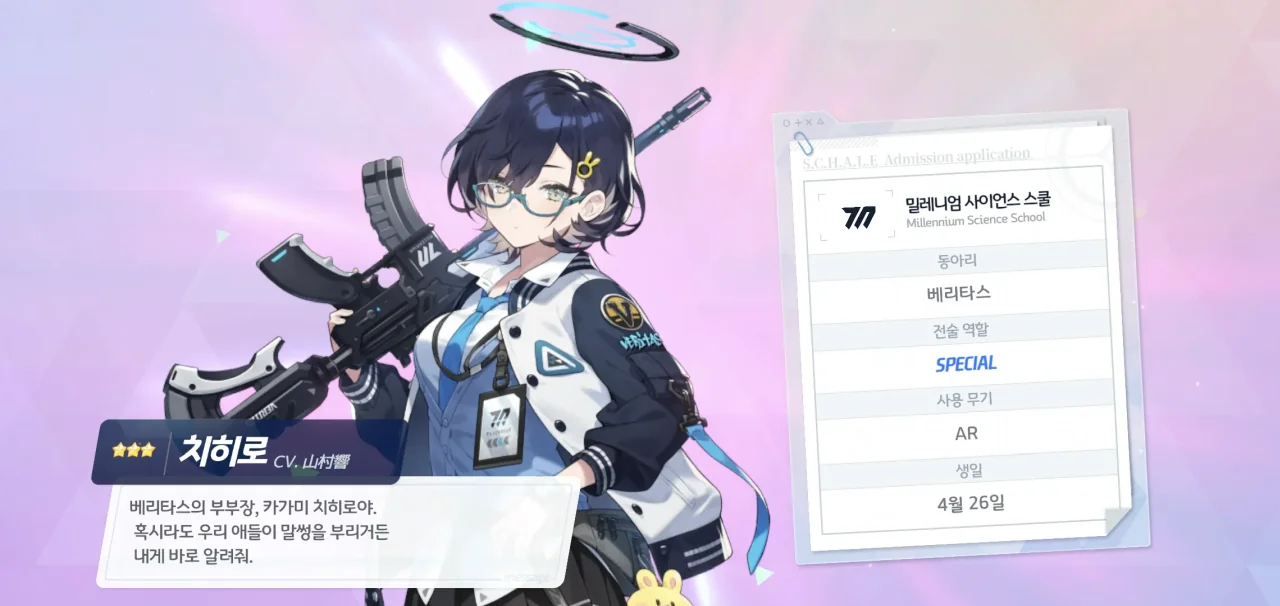 UL
VERITAS
치히로 CV. 山村響
베리타스의 부부장, 카가미 치히로야.
혹시라도 우리 애들이 말썽을 부리거든
내게 바로 알려줘.
S.C.H.A.L.E Admission application
밀레니엄 사이언스 스쿨
Millennium Science School
동아리
베리타스
전술 역할
SPECIAL
사용 무기
AR
생일
4월 26일